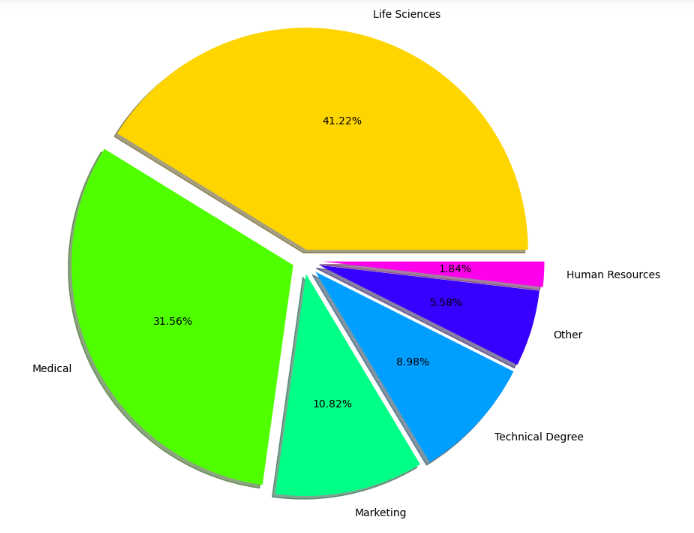 Life Sciences
41.22%
1.84%
Human Resources
5.58%
31.56%
Other
8.98%
Medical
10.82%
Technical Degree
Marketing